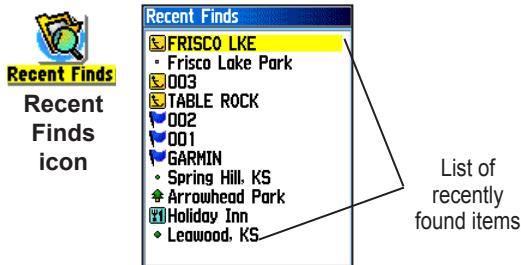 Recent Finds
Recent
Finds
icon
Recent Finds
FRISCO LKE
Frisco Lake Park
003
TABLE ROCK
002
001
GARMIN
Spring Hill, KS
Arrowhead Park
Holiday Inn
Leawood, KS
List of
recently
found items